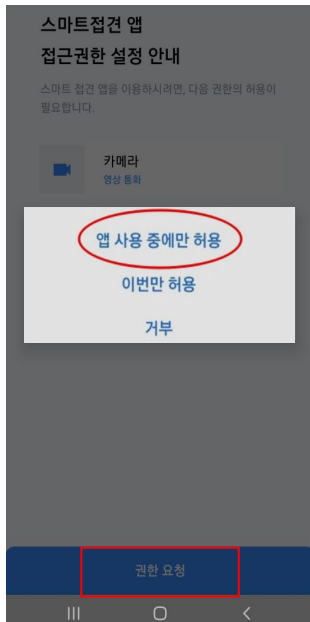 스마트접견 앱
접근권한 설정 안내
스마트 접견 앱을 이용하시려면, 다음 권한의 허용이
필요합니다.
카메라
영상 통화
앱 사용 중에만 허용
이번만 허용
거부
권한 요청